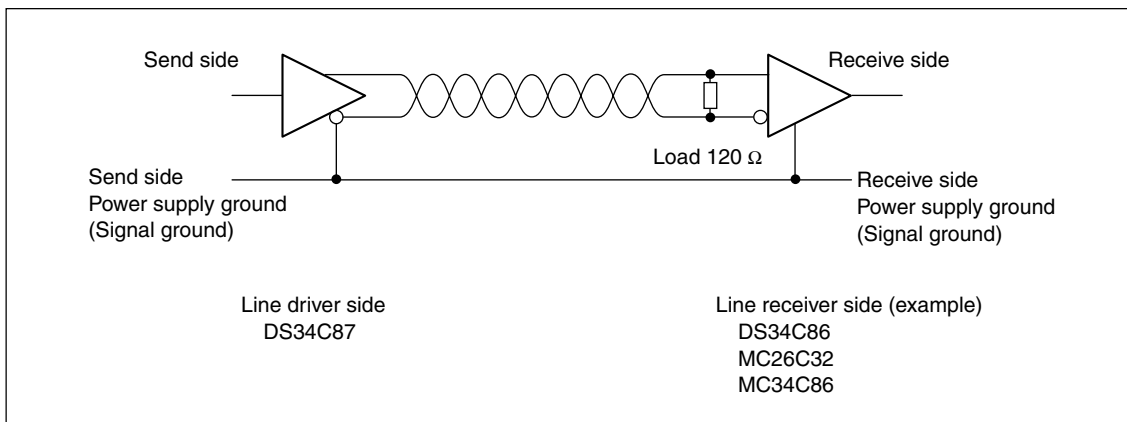 Send side
Receive side
Load 120 Ω
Send side
Power supply ground
(Signal ground)
Receive side
Power supply ground
(Signal ground)
Line driver side
DS34C87
Line receiver side (example)
DS34C86
MC26C32
MC34C86